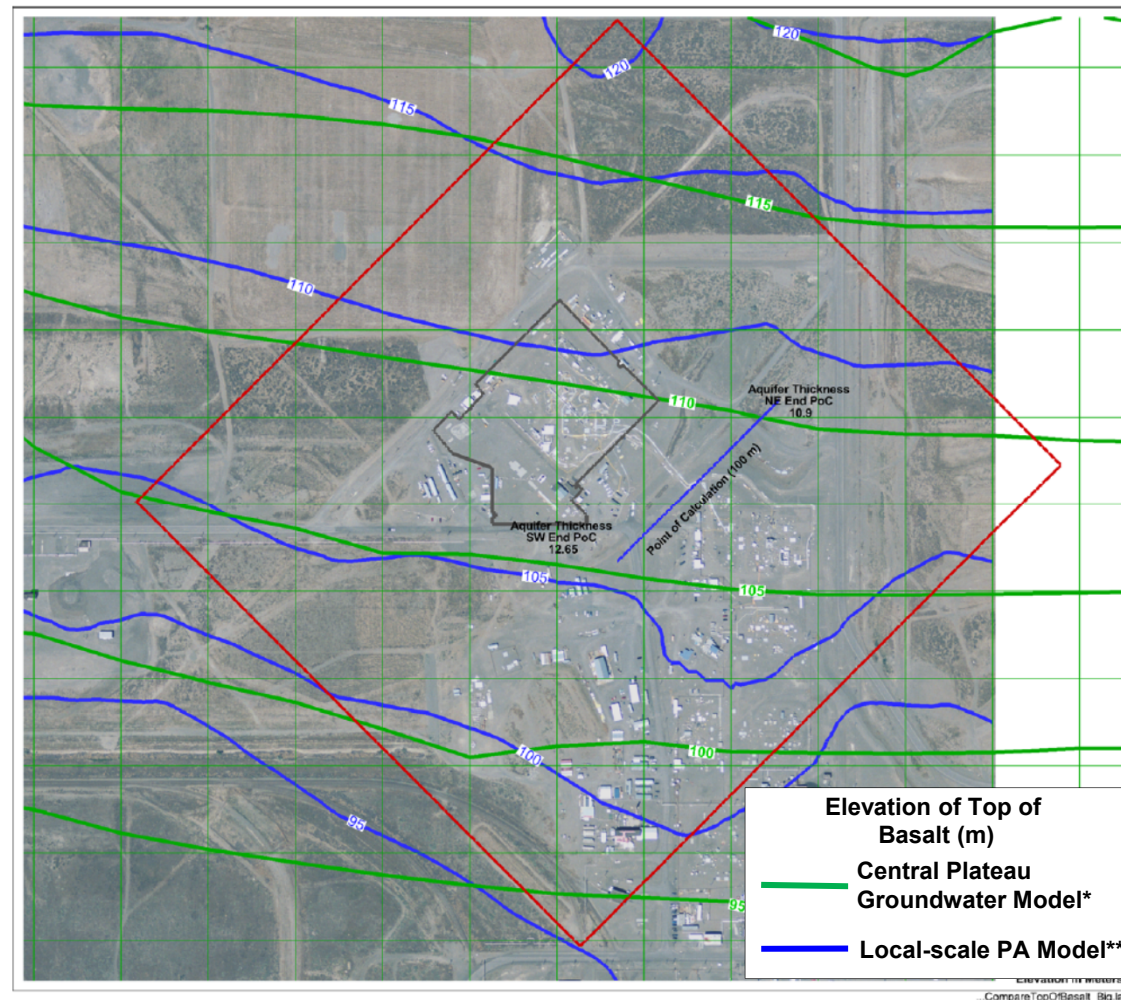 120
120
115
115
110
Aquifer Thickness
NE End PoC
10.9
110
Point of Calculation (100 m)
Aquifer Thickness
SW End PoC
12.65
105
105
100
100
95
95
Elevation of Top of
Basalt (m)
Central Plateau
Groundwater Model*
Local-scale PA Model**
Elevation in Meters